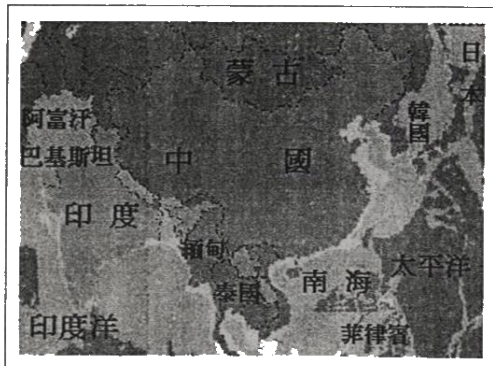 蒙古
日本
韓國
阿富汗
巴基斯坦
中國
印度
緬甸
南海
太平洋
泰國
印度洋
菲律賓